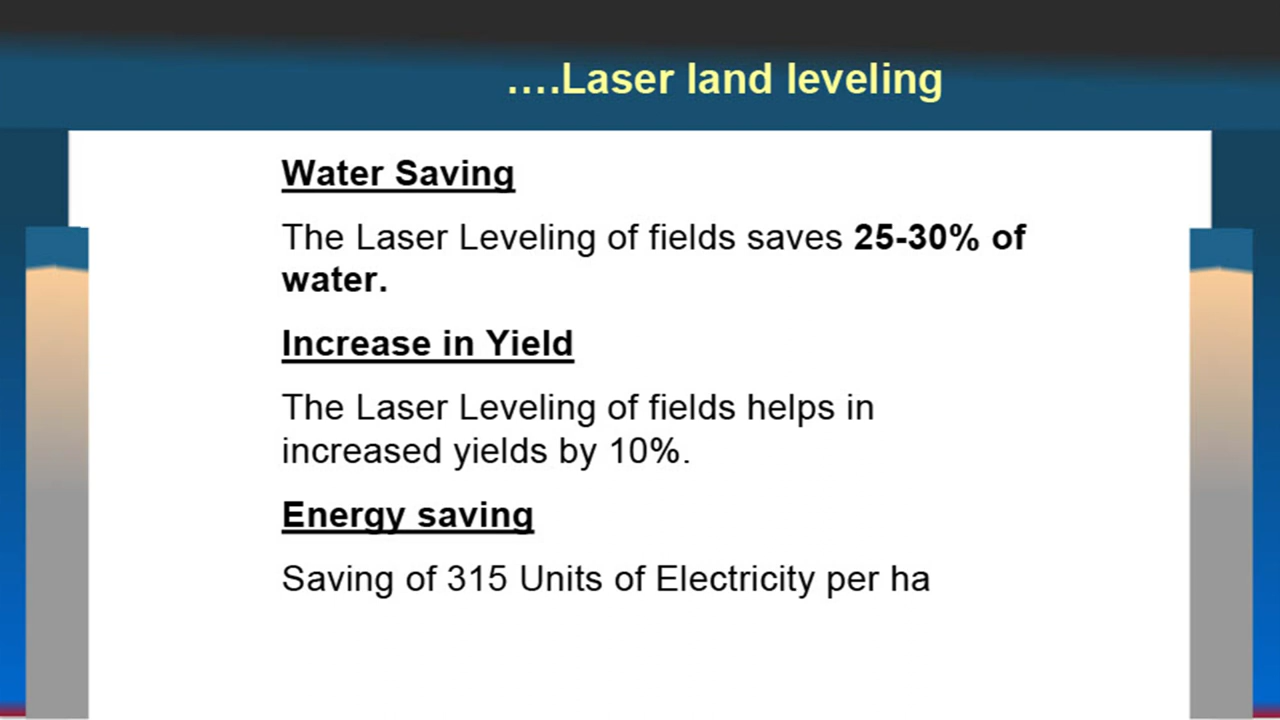 ....Laser land leveling
Water Saving
The Laser Leveling of fields saves 25-30% of
water.
Increase in Yield
The Laser Leveling of fields helps in
increased yields by 10%.
Energy saving
Saving of 315 Units of Electricity per ha